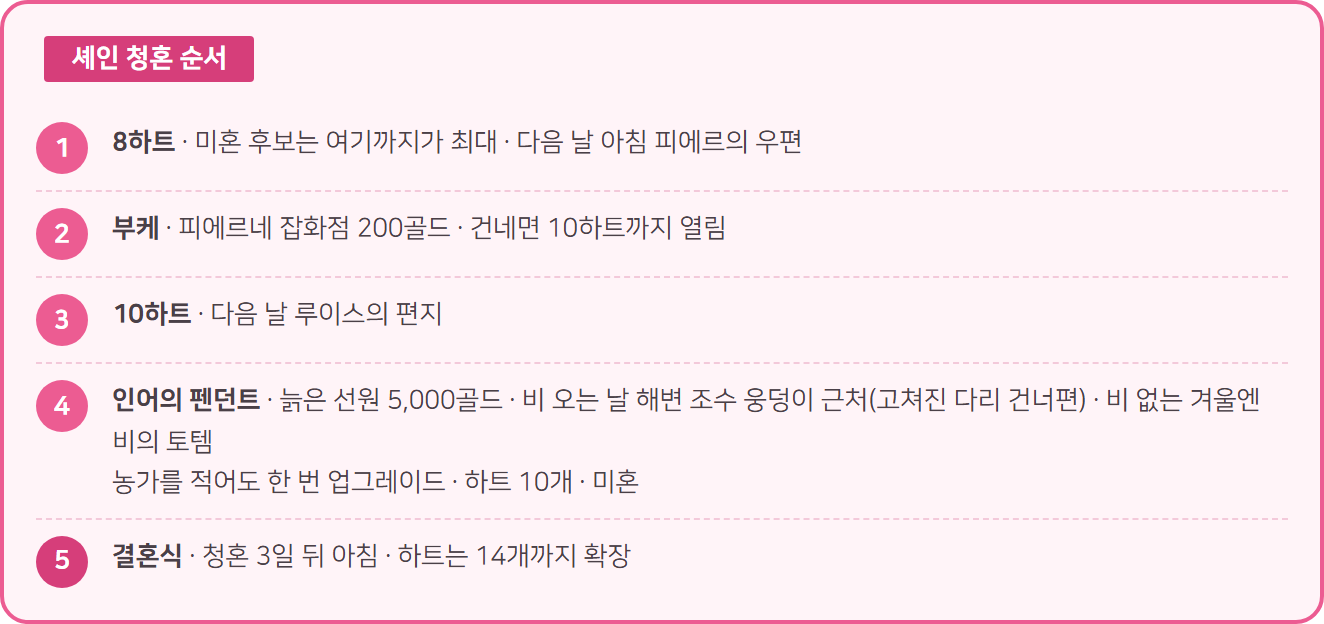 셰인 청혼 순서
1
8하트 · 미혼 후보는 여기까지가 최대 · 다음 날 아침 피에르의 우편
2
부케 · 피에르네 잡화점 200골드 · 건네면 10하트까지 열림
3
10하트 · 다음 날 루이스의 편지
4
인어의 펜던트 · 늙은 선원 5,000골드 · 비 오는 날 해변 조수 웅덩이 근처(고쳐진 다리 건너편) · 비 없는 겨울엔
비의 토템
농가를 적어도 한 번 업그레이드 · 하트 10개 · 미혼
5
결혼식 · 청혼 3일 뒤 아침 · 하트는 14개까지 확장